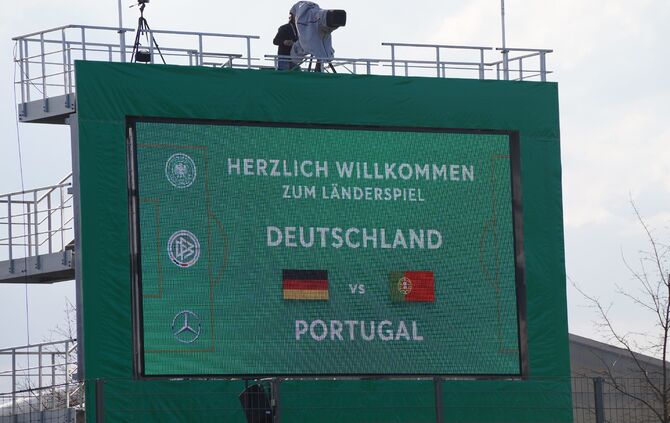 HERZLICH WILLKOMMEN
ZUM LÄNDERSPIEL
DEUTSCHLAND
VS
PORTUGAL